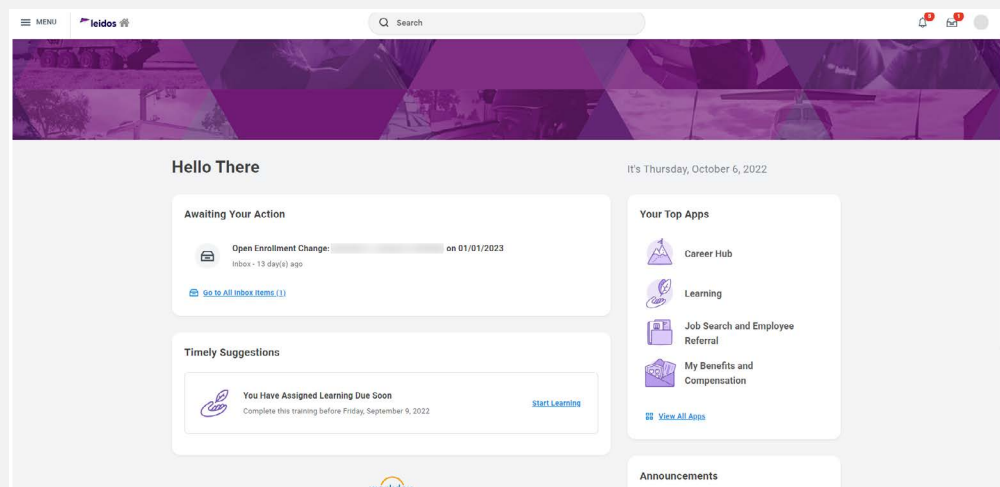 MENU
leidos
Search
8
1
Hello There
It's Thursday, October 6, 2022
Awaiting Your Action
Open Enrollment Change: on 01/01/2023
Inbox - 13 day(s) ago
Go to All Inbox Items (1)
Timely Suggestions
You Have Assigned Learning Due Soon
Complete this training before Friday, September 9, 2022
Start Learning
Your Top Apps
Career Hub
Learning
Job Search and Employee
Referral
My Benefits and
Compensation
View All Apps
Announcements